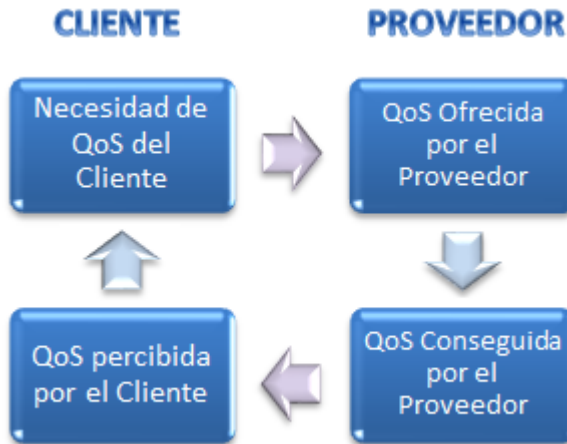 CLIENTE
PROVEEDOR
Necesidad de
QoS del
Cliente
QoS Ofrecida
por el
Proveedor
QoS percibida
por el Cliente
QoS Conseguida
por el
Proveedor